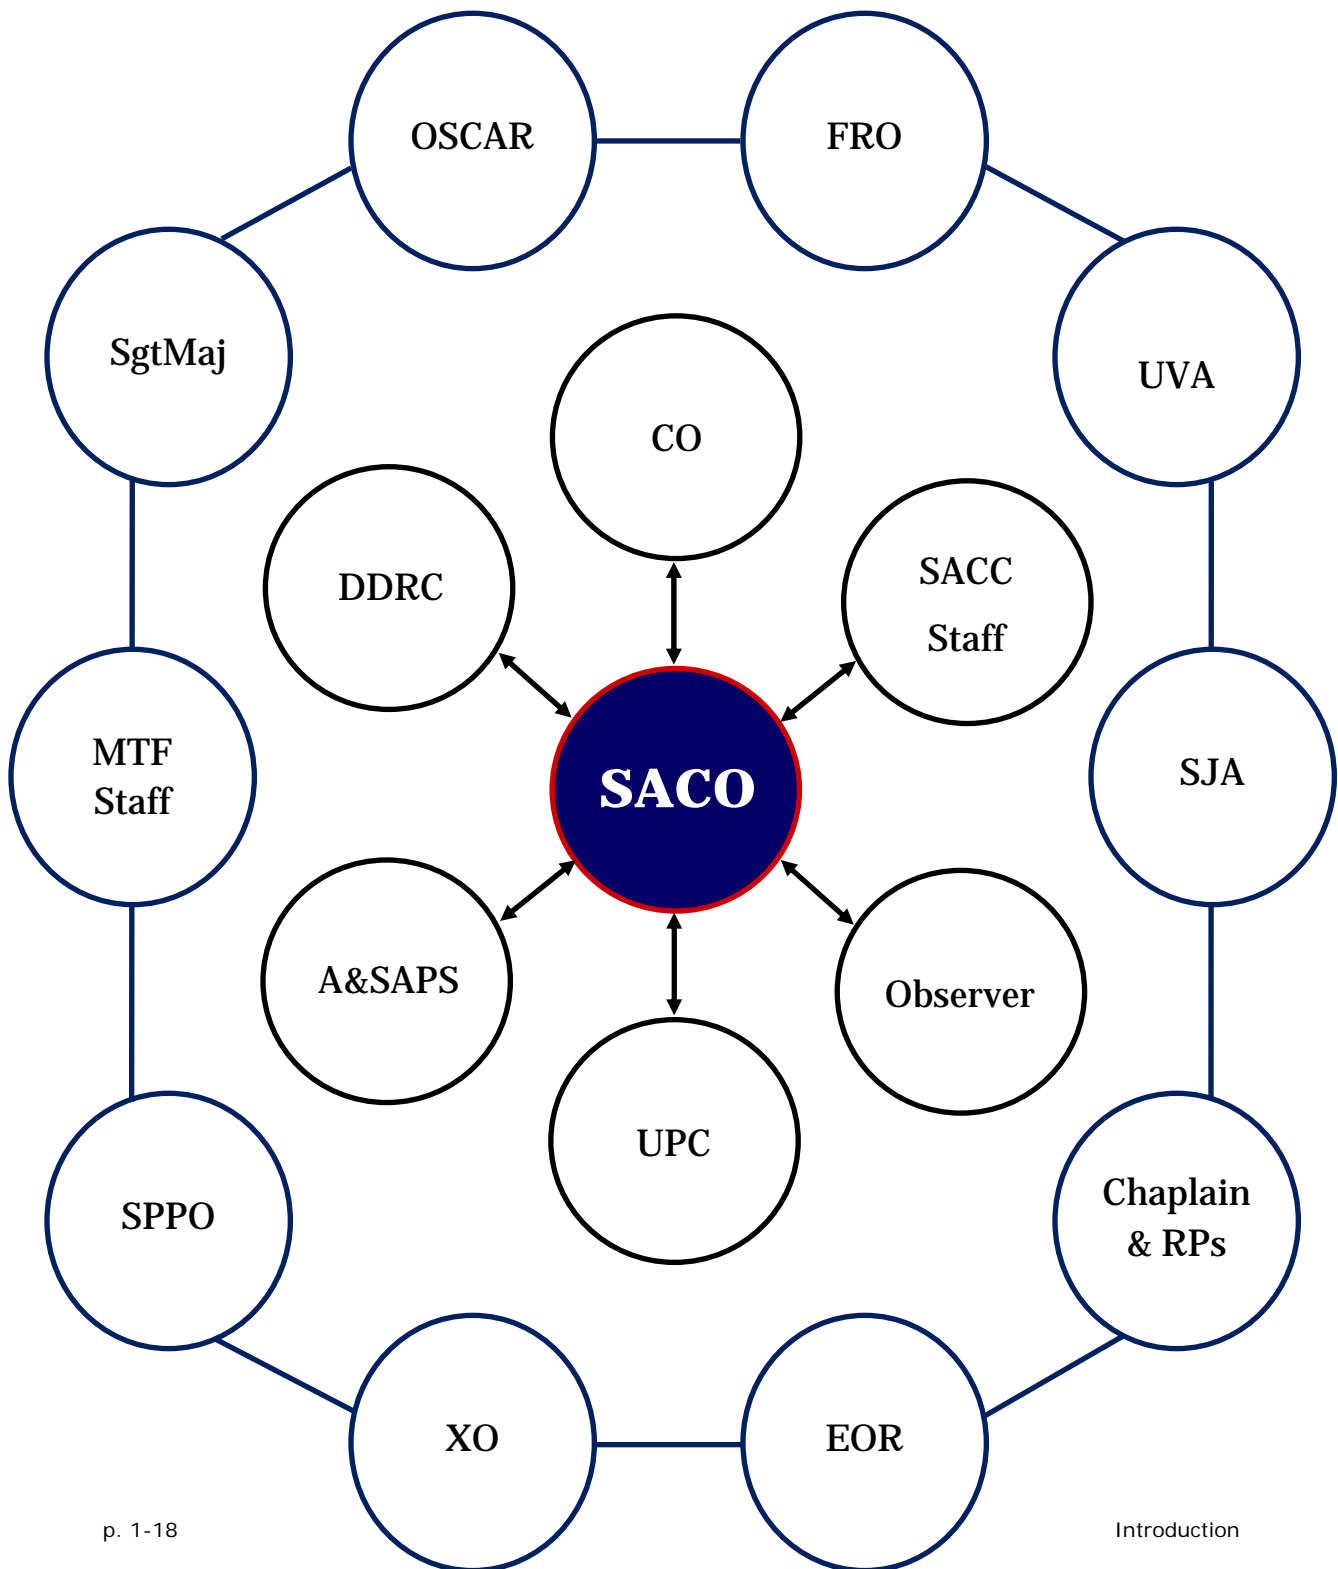 OSCAR
FRO
SgtMaj
UVA
CO
DDRC
SACC
Staff
MTF
Staff
SACO
SJA
A&SAPS
Observer
UPC
SPPO
Chaplain
& RPs
XO
EOR
p. 1-18
Introduction